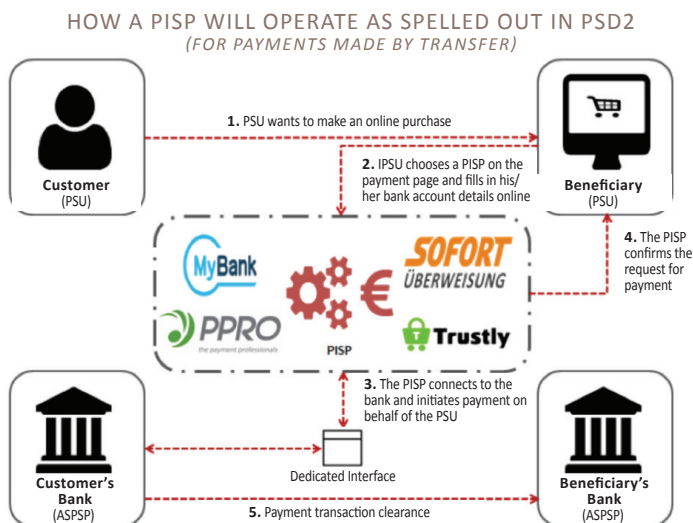 HOW A PISP WILL OPERATE AS SPELLED OUT IN PSD2
(FOR PAYMENTS MADE BY TRANSFER)
1. PSU wants to make an online purchase
Customer
(PSU)
2. IPSU chooses a PISP on the
payment page and fills in his/
her bank account details online
Beneficiary
(PSU)
4. The PISP
confirms the
request for
payment
MyBank
SOFORT
ÜBERWEISUNG
€
PPRO
the payment professionals
PISP
Trustly
3. The PISP connects to the
bank and initiates payment on
behalf of the PSU
Dedicated Interface
Customer's
Bank
(ASPSP)
Beneficiary's
Bank
(ASPSP)
5. Payment transaction clearance